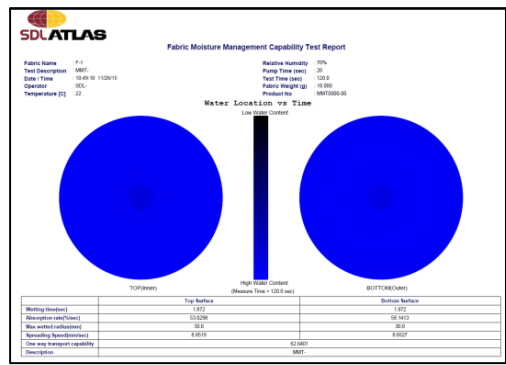 SDL ATLAS
Fabric Moisture Management Capability Test Report
Fabric Name : F-1
Test Description : MMT-
Date / Time : 10:49:10 11/26/15
Operator : SDL-
Temperature [C] : 22
Relative Humidity : 70%
Pump Time (sec) : 20
Test Time (sec) : 120.0
Fabric Weight (g) : 10.000
Product No : MMT0000-00
Water Location vs Time
Low Water Content
High Water Content
(Measure Time = 120.0 sec)
TOP(Inner)
BOTTOM(Outer)
Top Surface Bottom Surface
Wetting time(sec) 1.872 1.872
Absorption rate(%/sec) 53.0298 58.1413
Max wetted radius(mm) 30.0 30.0
Spreading Speed(mm/sec) 8.6519 8.6527
One way transport capability 62.6401
Description MMT-